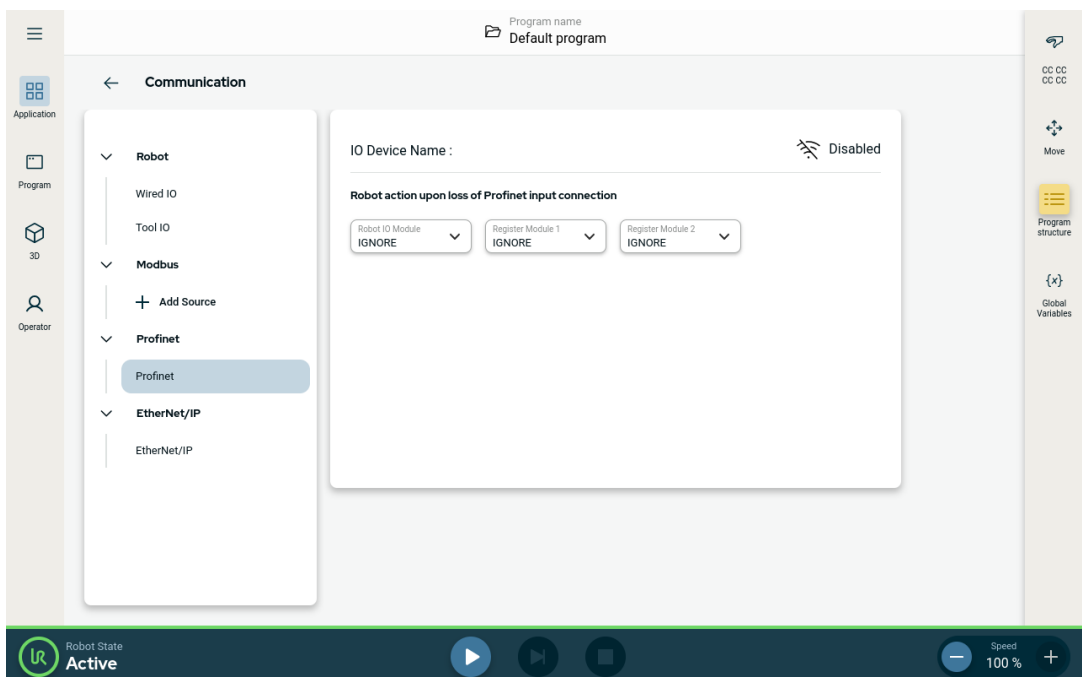 Program name
Default program
Communication
Application
Program
3D
Operator
Robot
Wired IO
Tool IO
Modbus
Add Source
Profinet
Profinet
EtherNet/IP
EtherNet/IP
IO Device Name :
Disabled
Robot action upon loss of Profinet input connection
Robot IO Module
IGNORE
Register Module 1
IGNORE
Register Module 2
IGNORE
CC CC
CC CC
Move
Program
structure
{x}
Global
Variables
UR
Robot State
Active
Speed
100 %